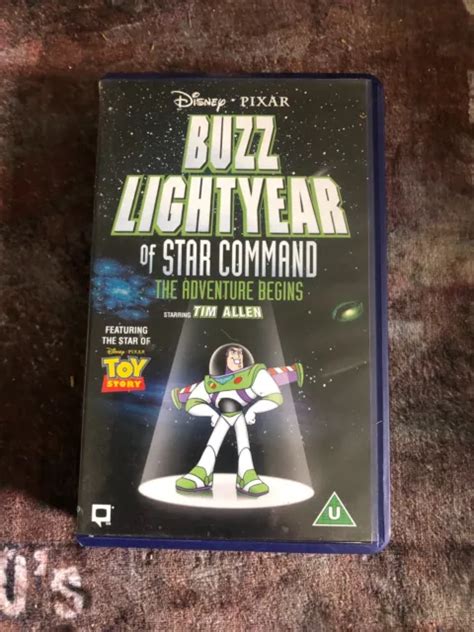 Disney · PIXAR
BUZZ
LIGHTYEAR
of STAR COMMAND
THE ADVENTURE BEGINS
STARRING TIM ALLEN
FEATURING
THE STAR OF
Disney · PIXAR
TOY
STORY
U
U's